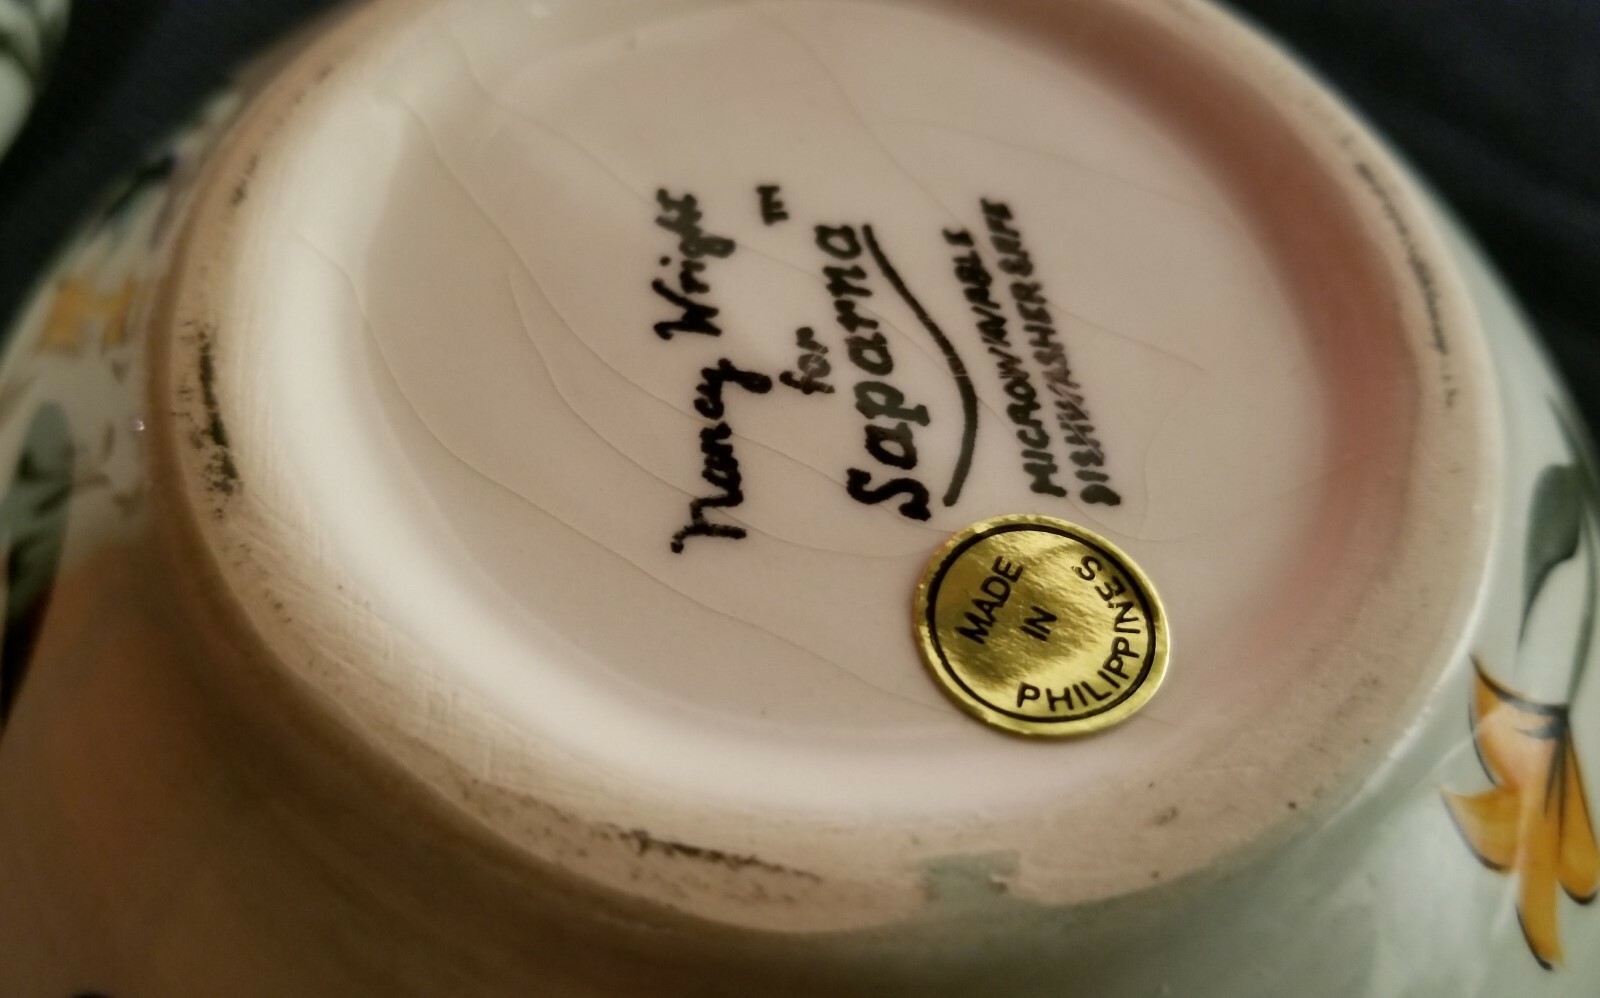 Nancy Wright
TM
for
Saparna
MICROWAVABLE
DISHWASHER SAFE
MADE
IN
PHILIPPINES